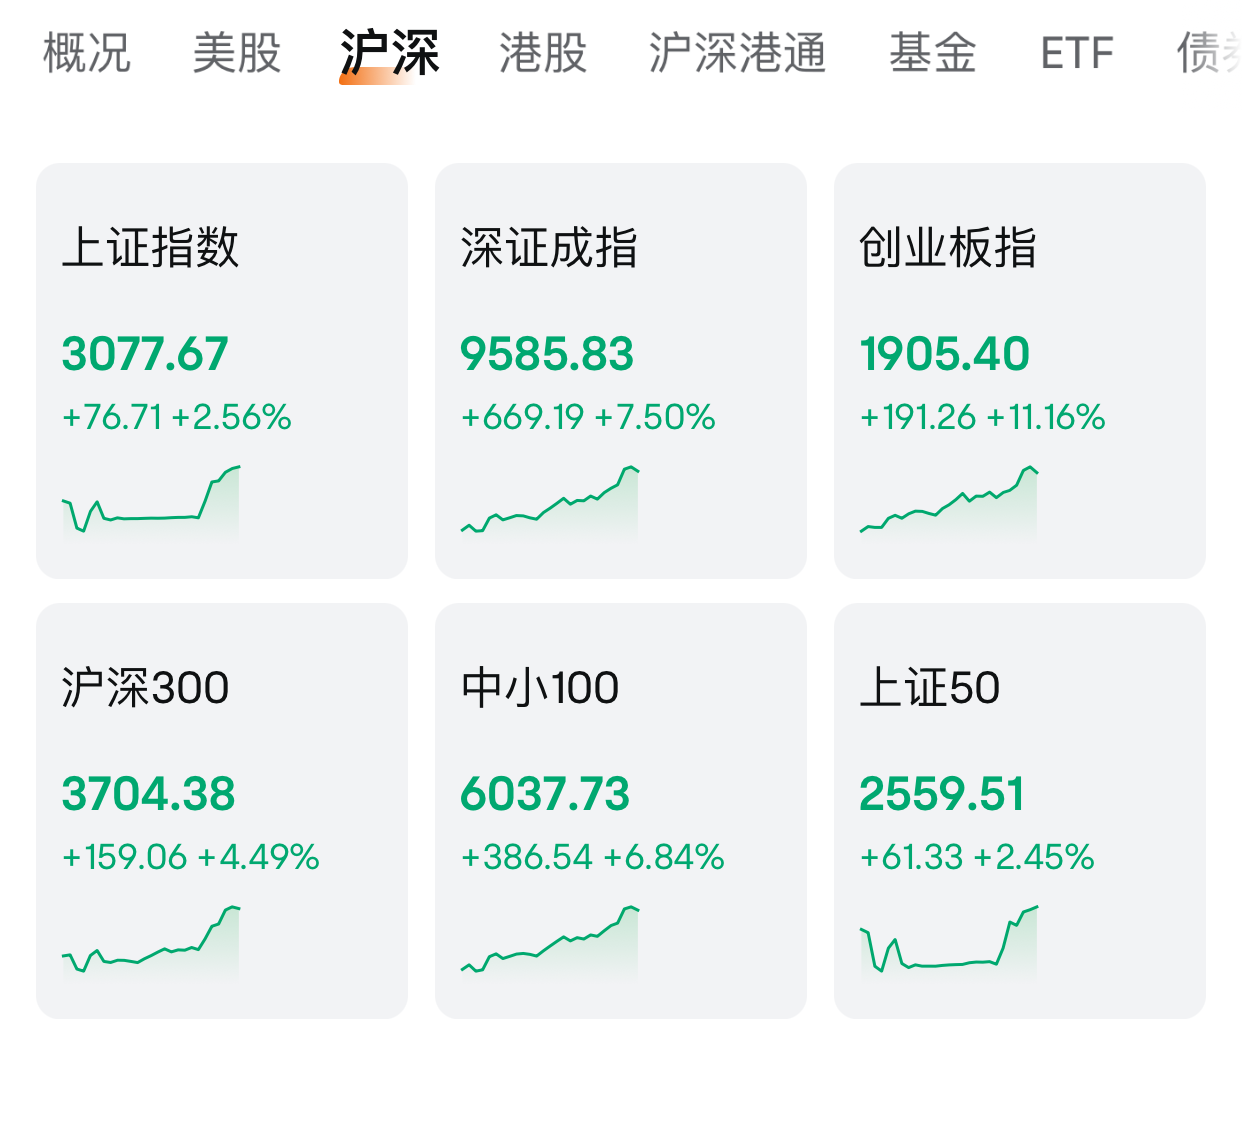 概况 美股 沪深 港股 沪深港通 基金 ETF 债
上证指数 深证成指 创业板指
3077.67 9585.83 1905.40
+76.71 +2.56% +669.19 +7.50% +191.26 +11.16%
沪深300 中小100 上证50
3704.38 6037.73 2559.51
+159.06 +4.49% +386.54 +6.84% +61.33 +2.45%